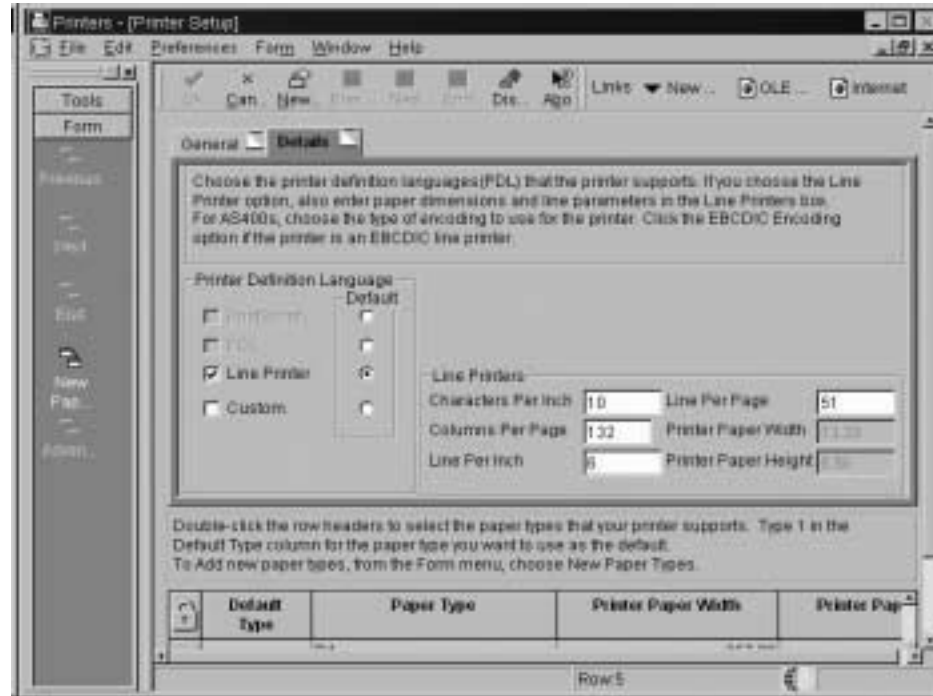 Printers - [Printer Setup]
File Edit Preferences Form Window Help
Tools
Form
Can... New... Dis... Abo
Links New... OLE... Internet
General Details
Choose the printer definition languages(PDL) that the printer supports. If you choose the Line
Printer option, also enter paper dimensions and line parameters in the Line Printers box.
For AS400s, choose the type of encoding to use for the printer. Click the EBCDIC Encoding
option if the printer is an EBCDIC line printer.
Previous
Next
New
Printer Definition Language
Default
PDL
Line Printer
Custom
Line Printers
Characters Per Inch 10 Line Per Page 51
Columns Per Page 132 Printer Paper Width
Line Per Inch 6 Printer Paper Height
Double-click the row headers to select the paper types that your printer supports. Type 1 in the
Default Type column for the paper type you want to use as the default.
To Add new paper types, from the Form menu, choose New Paper Types.
Default Type Paper Type Printer Paper Width Printer Pap
Row:5